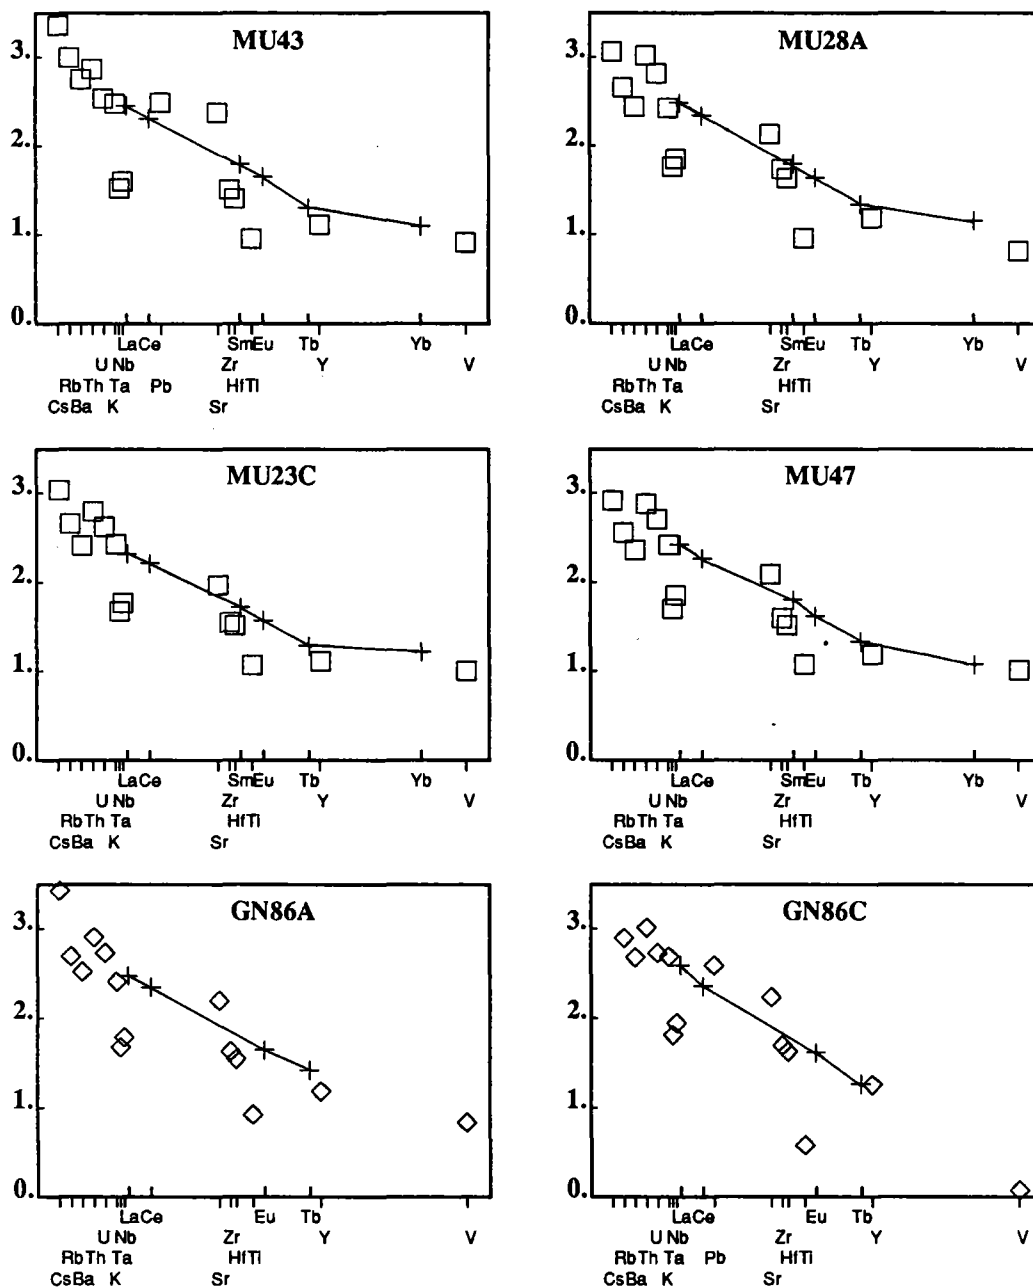 MU43
3.
2.
1.
0.
LaCe SmEu Tb Yb
U Nb Zr Y V
RbTh Ta Pb HfTi
CsBa K Sr
MU28A
3.
2.
1.
0.
LaCe SmEu Tb Yb
U Nb Zr Y V
RbTh Ta HfTi
CsBa K Sr
MU23C
3.
2.
1.
0.
LaCe SmEu Tb Yb
U Nb Zr Y V
RbTh Ta HfTi
CsBa K Sr
MU47
3.
2.
1.
0.
LaCe SmEu Tb Yb
U Nb Zr Y V
RbTh Ta HfTi
CsBa K Sr
GN86A
3.
2.
1.
0.
LaCe Eu Tb
U Nb Zr Y V
RbTh Ta HfTi
CsBa K Sr
GN86C
3.
2.
1.
0.
LaCe Eu Tb
U Nb Zr Y V
RbTh Ta Pb HfTi
CsBa K Sr